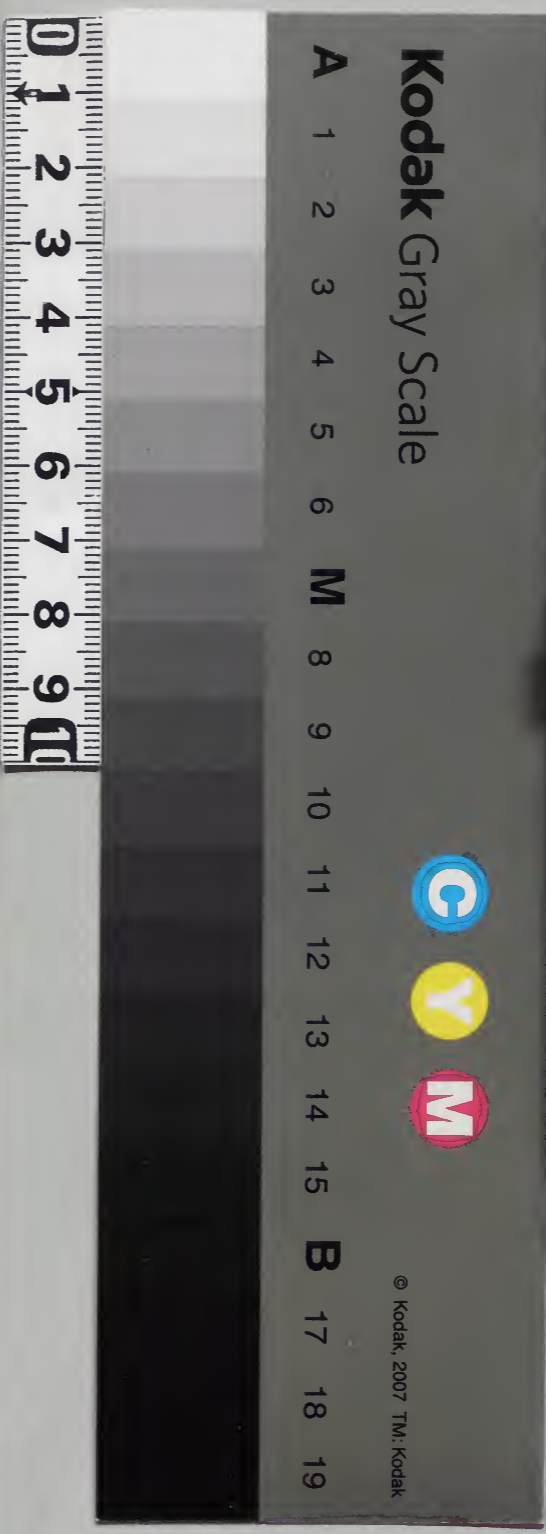 Kodak Gray Scale
C Y M
© Kodak, 2007 TM: Kodak
A 1 2 3 4 5 6 M 8 9 10 11 12 13 14 15 B 17 18 19
0 1 2 3 4 5 6 7 8 9 10